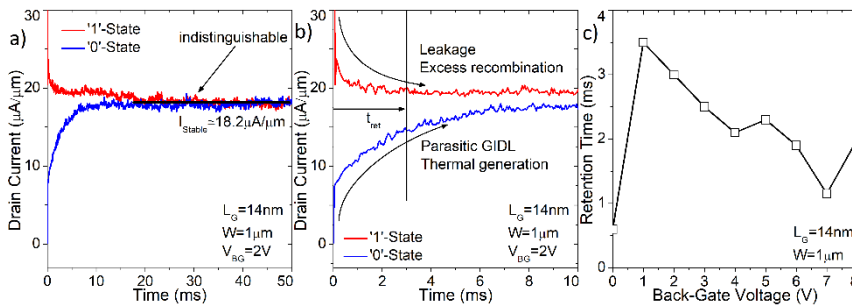 a)
30
20
10
0
Drain Current (μA/μm)
'1'-State
'0'-State
indistinguishable
I_Stable≃18.2μA/μm
L_G=14nm
W=1μm
V_BG=2V
0 10 20 30 40 50
Time (ms)
b)
30
20
10
0
Drain Current (μA/μm)
Leakage
Excess recombination
t_ret
Parasitic GIDL
Thermal generation
'1'-State
'0'-State
L_G=14nm
W=1μm
V_BG=2V
0 2 4 6 8 10
Time (ms)
c)
4
3
2
1
0
Retention Time (ms)
L_G=14nm
W=1μm
0 1 2 3 4 5 6 7 8
Back-Gate Voltage (V)